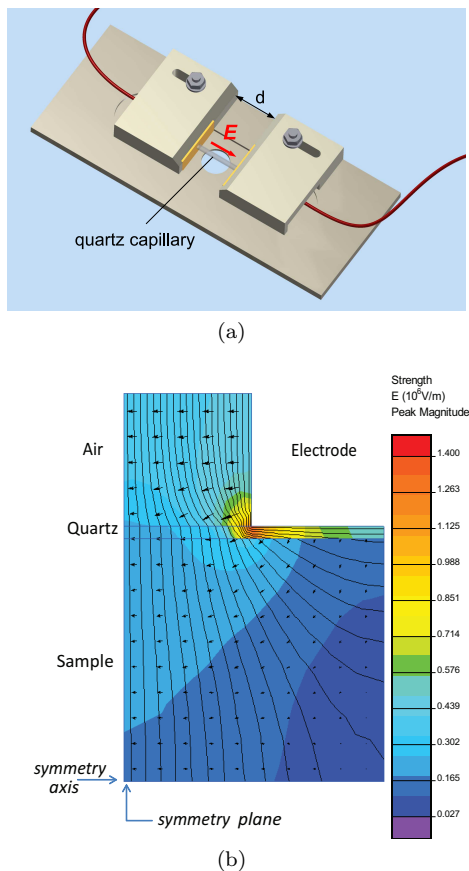 d
E
quartz capillary
(a)
Strength
E (10⁶V/m)
Peak Magnitude
Air
Electrode
1.400
1.263
1.125
Quartz
0.988
0.851
0.714
0.576
Sample
0.439
0.302
symmetry
axis
0.165
0.027
symmetry plane
(b)